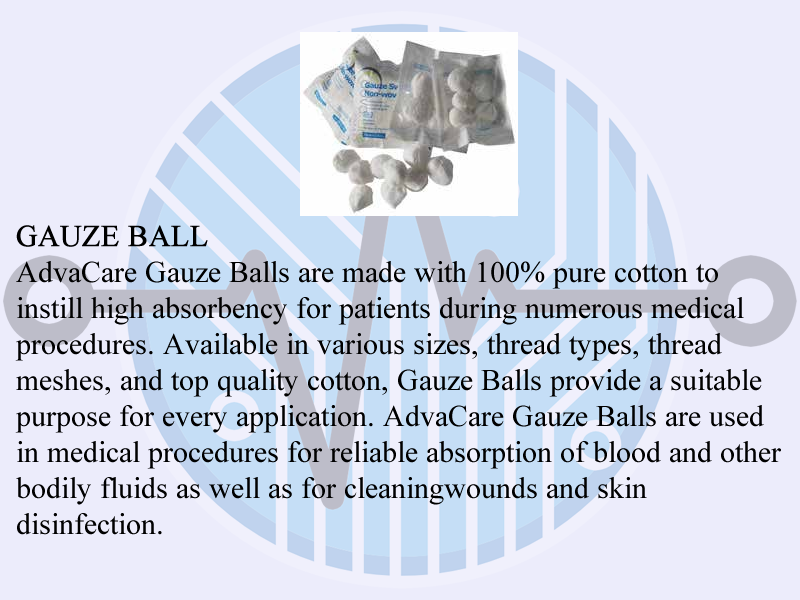 Gauze Sw
Non-wov
GAUZE BALL
AdvaCare Gauze Balls are made with 100% pure cotton to
instill high absorbency for patients during numerous medical
procedures. Available in various sizes, thread types, thread
meshes, and top quality cotton, Gauze Balls provide a suitable
purpose for every application. AdvaCare Gauze Balls are used
in medical procedures for reliable absorption of blood and other
bodily fluids as well as for cleaningwounds and skin
disinfection.